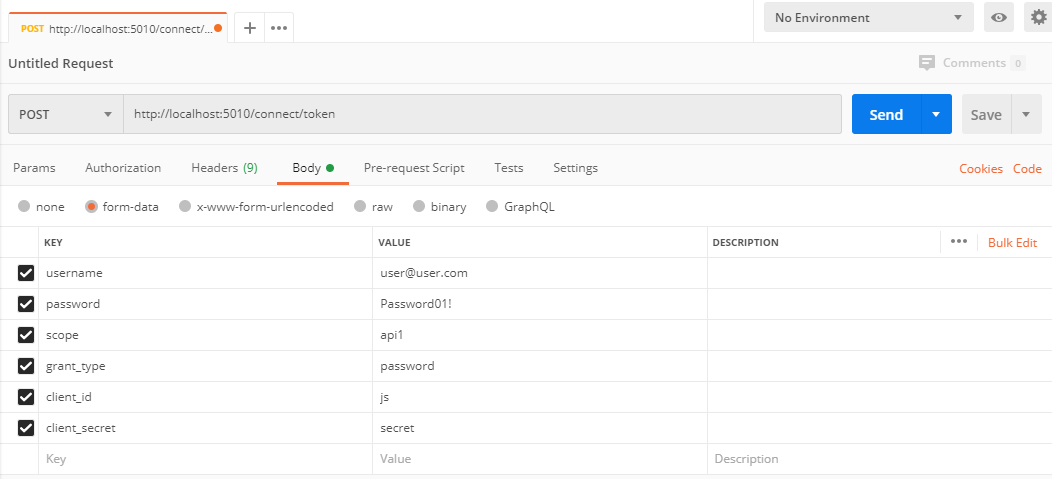 POST http://localhost:5010/connect/... + ••• No Environment
Untitled Request Comments 0
POST http://localhost:5010/connect/token Send Save
Params Authorization Headers (9) Body Pre-request Script Tests Settings Cookies Code
none form-data x-www-form-urlencoded raw binary GraphQL
KEY VALUE DESCRIPTION ••• Bulk Edit
username user@user.com
password Password01!
scope api1
grant_type password
client_id js
client_secret secret
Key Value Description